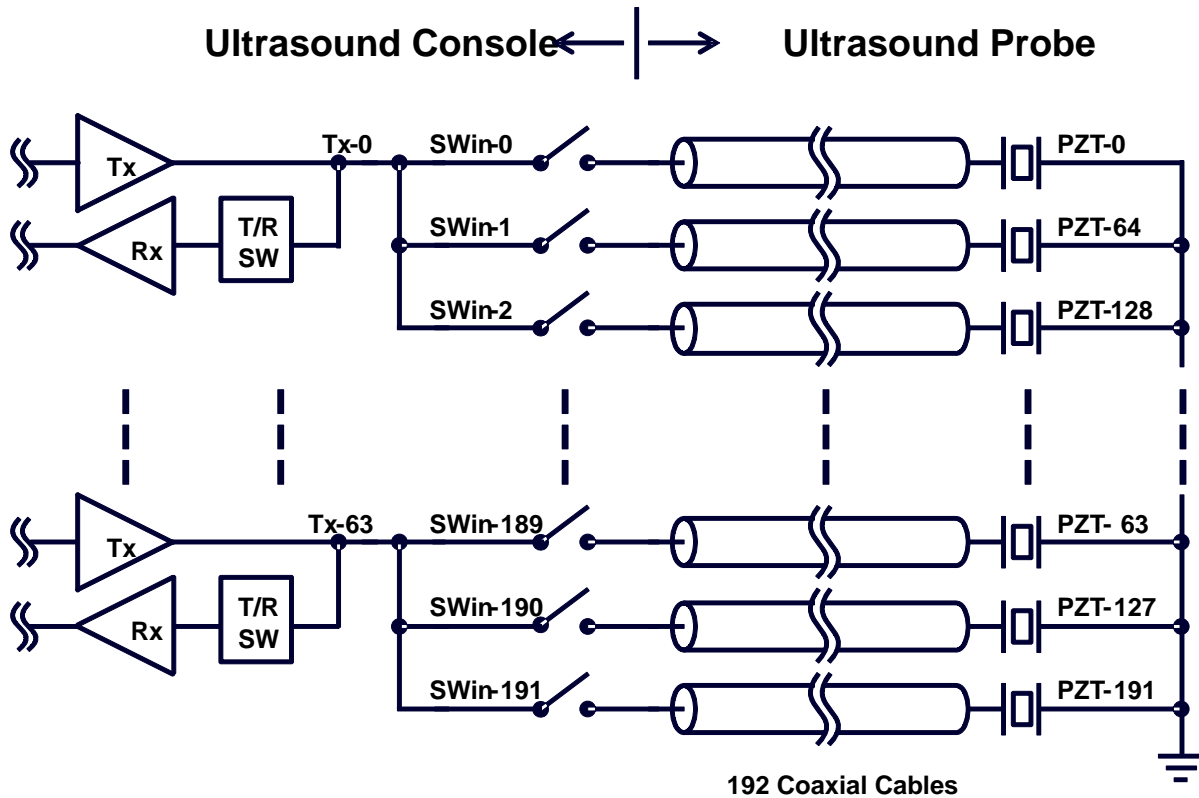 Ultrasound Console
Ultrasound Probe
Tx
Tx-0
SWin-0
PZT-0
Rx
T/R
SW
SWin-1
PZT-64
SWin-2
PZT-128
Tx
Tx-63
SWin-189
PZT- 63
Rx
T/R
SW
SWin-190
PZT-127
SWin-191
PZT-191
192 Coaxial Cables